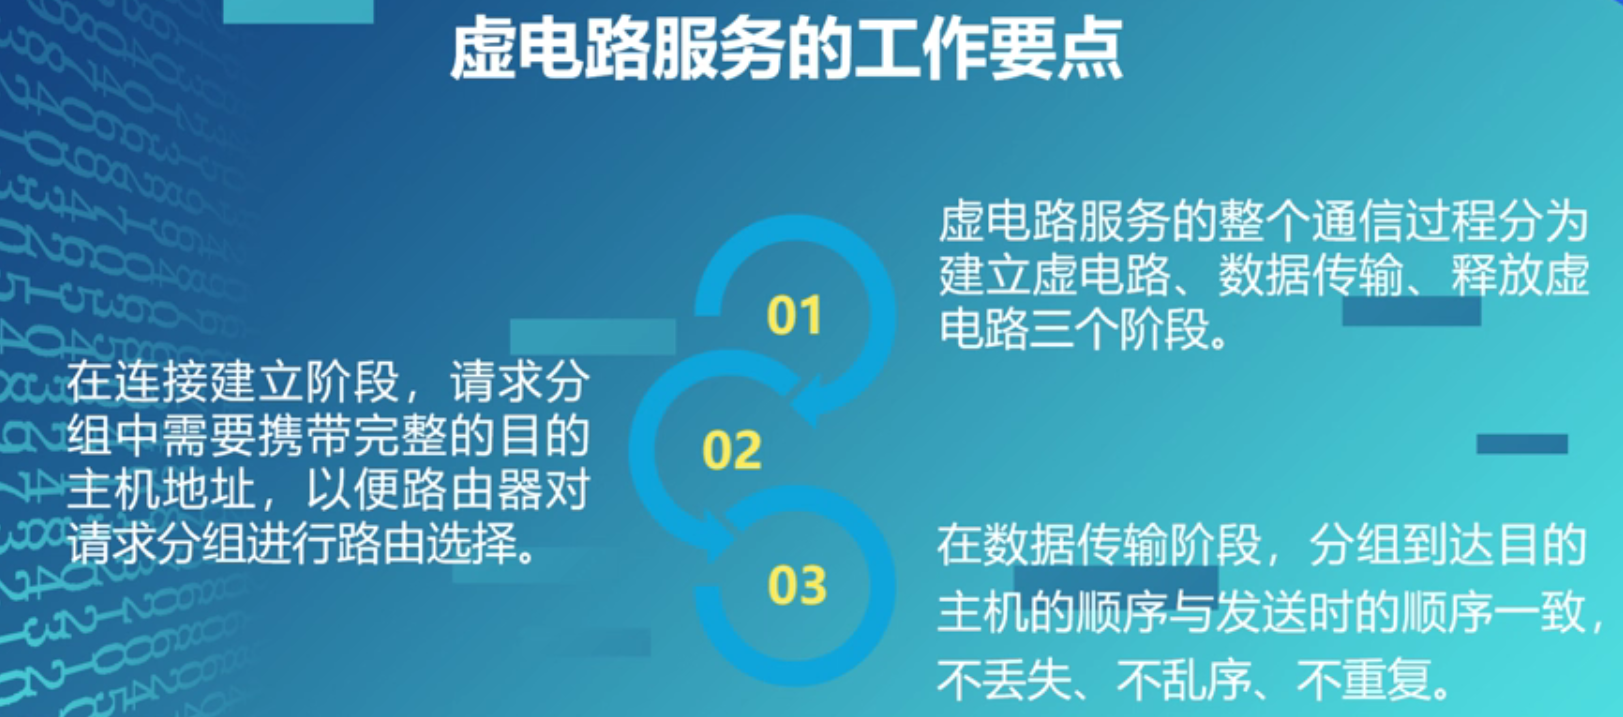 虚电路服务的工作要点
01
虚电路服务的整个通信过程分为
建立虚电路、数据传输、释放虚
电路三个阶段。
02
在连接建立阶段，请求分
组中需要携带完整的目的
主机地址，以便路由器对
请求分组进行路由选择。
03
在数据传输阶段，分组到达目的
主机的顺序与发送时的顺序一致，
不丢失、不乱序、不重复。